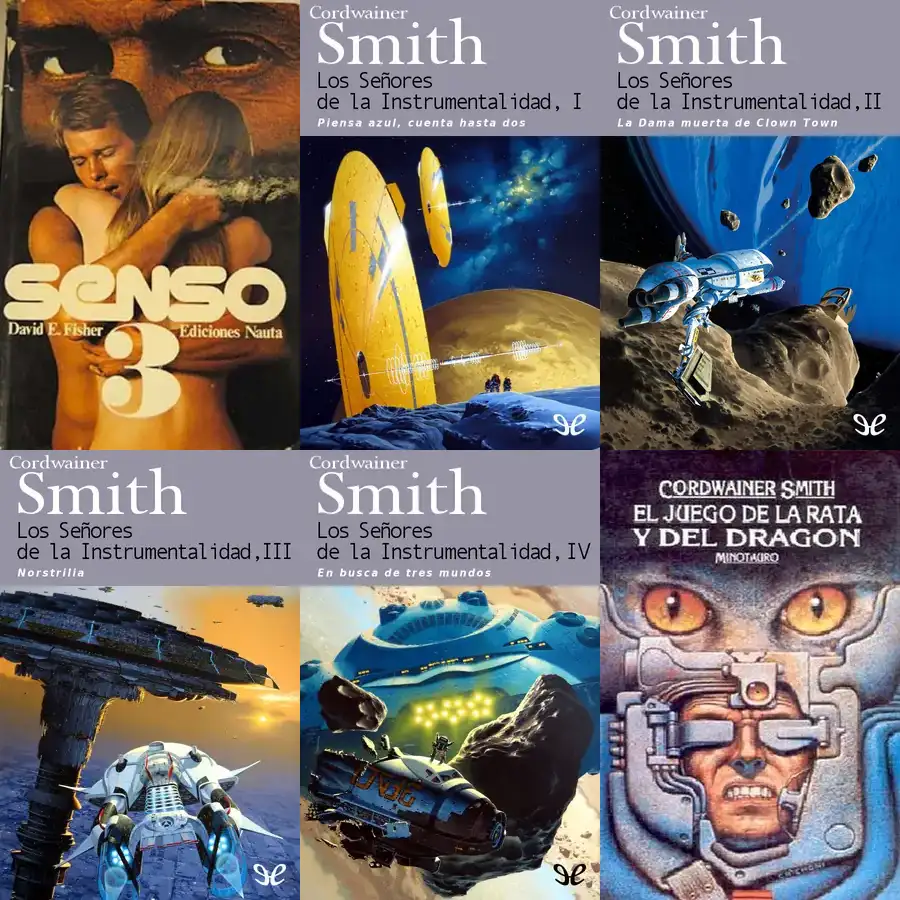 SENSO
David E. Fisher
3
Ediciones Nauta
Cordwainer
Smith
Los Señores
de la Instrumentalidad, I
Piensa azul, cuenta hasta dos
Cordwainer
Smith
Los Señores
de la Instrumentalidad,II
La Dama muerta de Clown Town
Cordwainer
Smith
Los Señores
de la Instrumentalidad,III
Norstrilia
Cordwainer
Smith
Los Señores
de la Instrumentalidad, IV
En busca de tres mundos
CORDWAINER SMITH
EL JUEGO DE LA RATA
Y DEL DRAGON
MINOTAURO